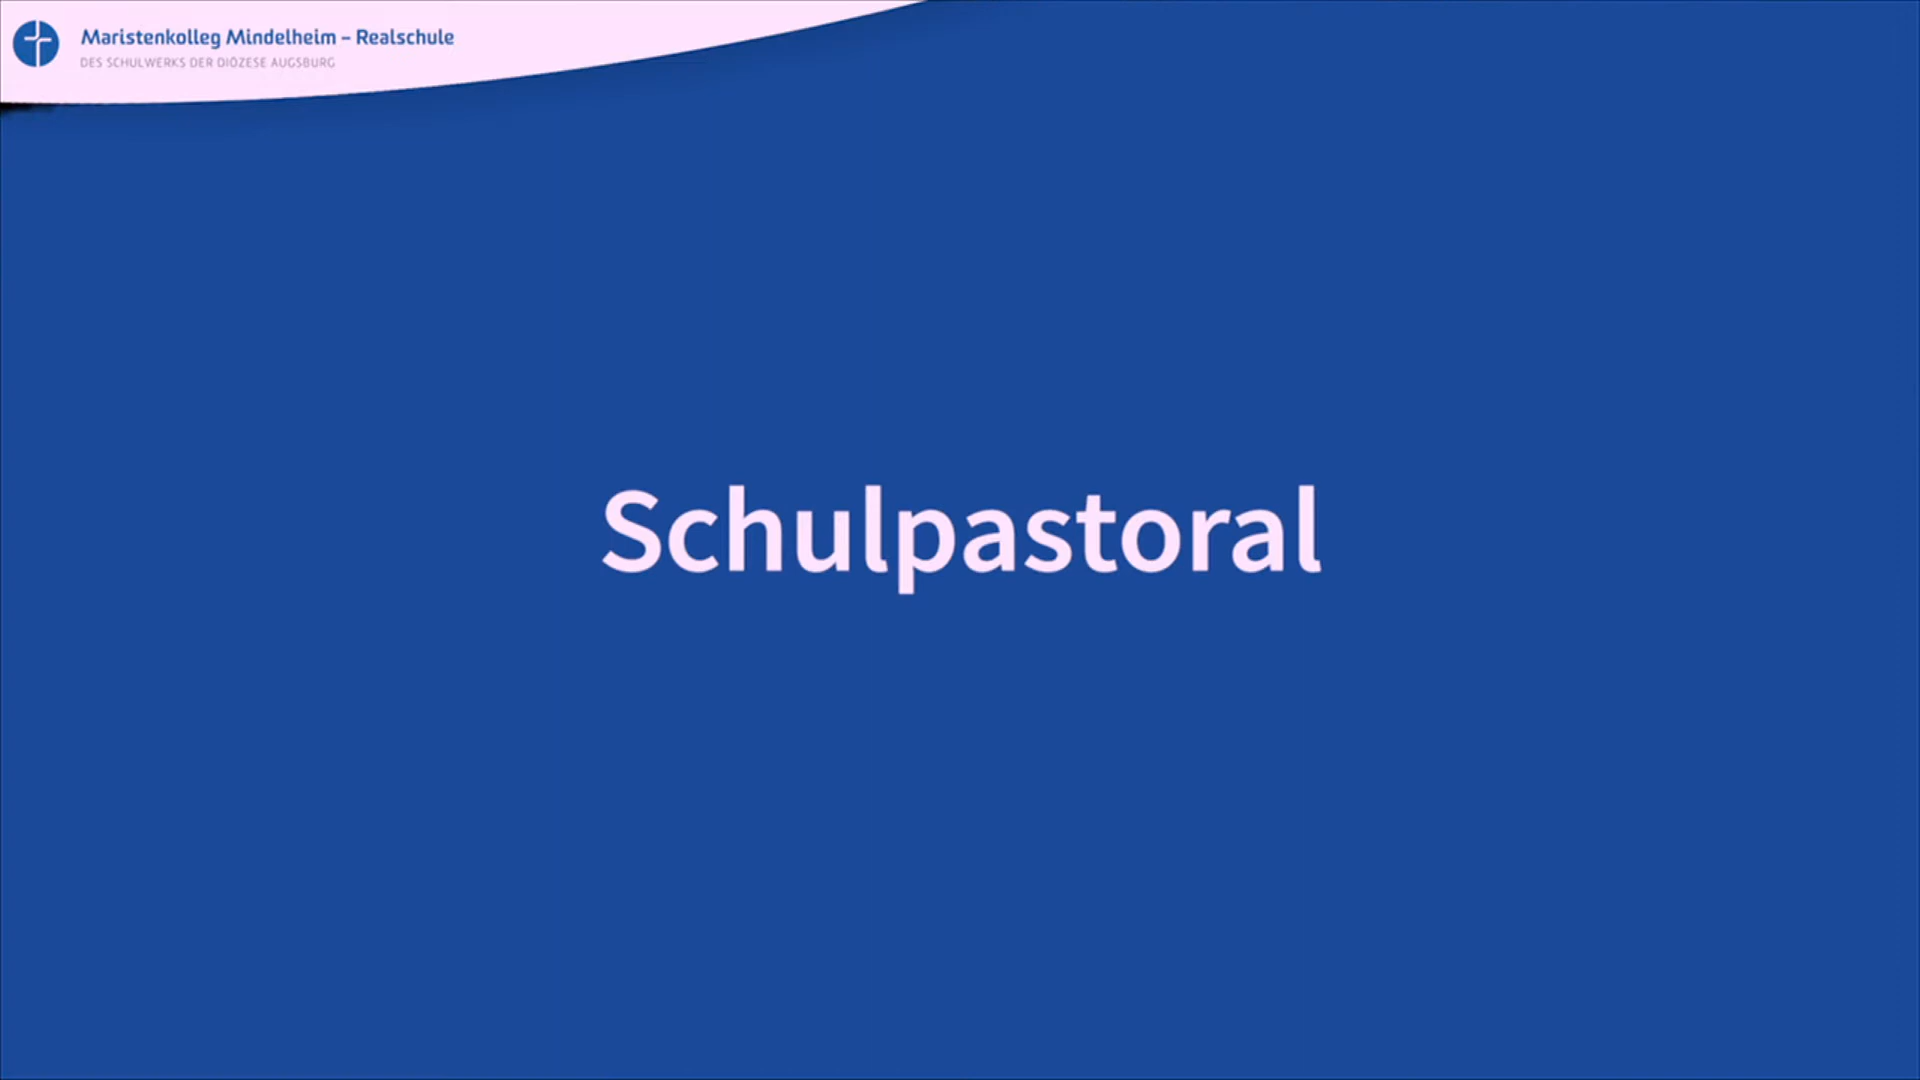 Maristenkolleg Mindelheim – Realschule
DES SCHULWERKS DER DIÖZESE AUGSBURG
Schulpastoral